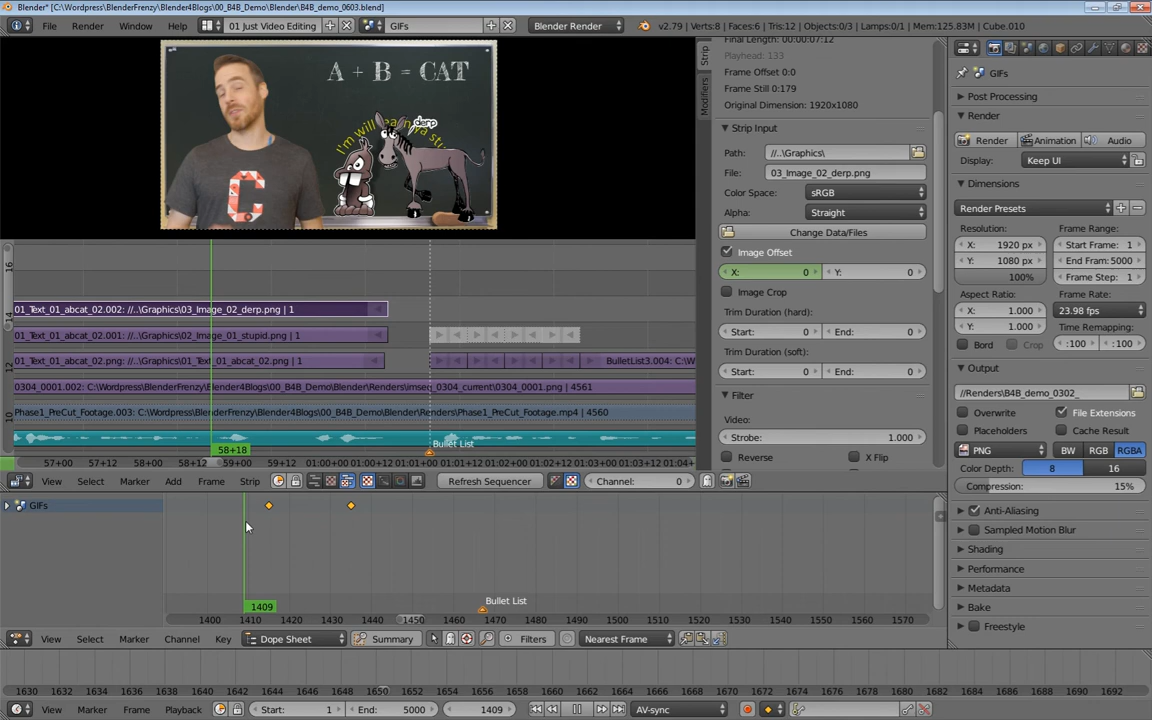 Blender* [C:\Wordpress\BlenderFrenzy\Blender4Blogs\00_B4B_Demo\Blender\B4B_demo_0603.blend]
File Render Window Help 01 Just Video Editing GIFs Blender Render v2.79 | Verts:8 | Faces:6 | Tris:12 | Objects:0/3 | Lamps:0/1 | Mem:125.83M | Cube.010
A + B = CAT
derp
C
Final Length: 00:00:07:12
Playhead: 133
Frame Offset 0:0
Frame Still 0:179
Original Dimension: 1920x1080
Strip Input
Path: //..\Graphics\
File: 03_Image_02_derp.png
Color Space: sRGB
Alpha: Straight
Change Data/Files
Image Offset
X: 0 Y: 0
Image Crop
Trim Duration (hard):
Start: 0 End: 0
Trim Duration (soft):
Start: 0 End: 0
Filter
Video:
Strobe: 1.000
Reverse X Flip
Strip
Modifiers
GIFs
Post Processing
Render
Render Animation Audio
Display: Keep UI
Dimensions
Render Presets
Resolution: Frame Range:
X: 1920 px Start Frame: 1
Y: 1080 px End Fram: 5000
100% Frame Step: 1
Aspect Ratio: Frame Rate:
X: 1.000 23.98 fps
Y: 1.000 Time Remapping:
Bord Crop :100 :100
Output
//Renders\B4B_demo_0302_
Overwrite File Extensions
Placeholders Cache Result
PNG BW RGB RGBA
Color Depth: 8 16
Compression: 15%
Anti-Aliasing
Sampled Motion Blur
Shading
Performance
Metadata
Bake
Freestyle
16
14
01_Text_01_abcat_02.002: //..\Graphics\03_Image_02_derp.png | 1
01_Text_01_abcat_02.001: //..\Graphics\02_Image_01_stupid.png | 1
12
01_Text_01_abcat_02.png: //..\Graphics\01_Text_01_abcat_02.png | 1 BulletList3.004: C:\W
0304_0001.002: C:\Wordpress\BlenderFrenzy\Blender4Blogs\00_B4B_Demo\Blender\Renders\imseq_0304_current\0304_0001.png | 4561
10
Phase1_PreCut_Footage.003: C:\Wordpress\BlenderFrenzy\Blender4Blogs\00_B4B_Demo\Blender\Renders\Phase1_PreCut_Footage.mp4 | 4560
Bullet List
58+18
57+00 57+12 58+00 58+12 59+00 59+12 01:00+00 01:00+12 01:01+00 01:01+12 01:02+00 01:02+12 01:03+00 01:03+12 01:04+
View Select Marker Add Frame Strip Refresh Sequencer Channel: 0
GIFs
Bullet List
1409
1400 1410 1420 1430 1440 1450 1460 1470 1480 1490 1500 1510 1520 1530 1540 1550 1560 1570
View Select Marker Channel Key Dope Sheet Summary Filters Nearest Frame
1630 1632 1634 1636 1638 1640 1642 1644 1646 1648 1650 1652 1654 1656 1658 1660 1662 1664 1666 1668 1670 1672 1674 1676 1678 1680 1682 1684 1686 1688 1690 1692
View Marker Frame Playback Start: 1 End: 5000 1409 AV-sync